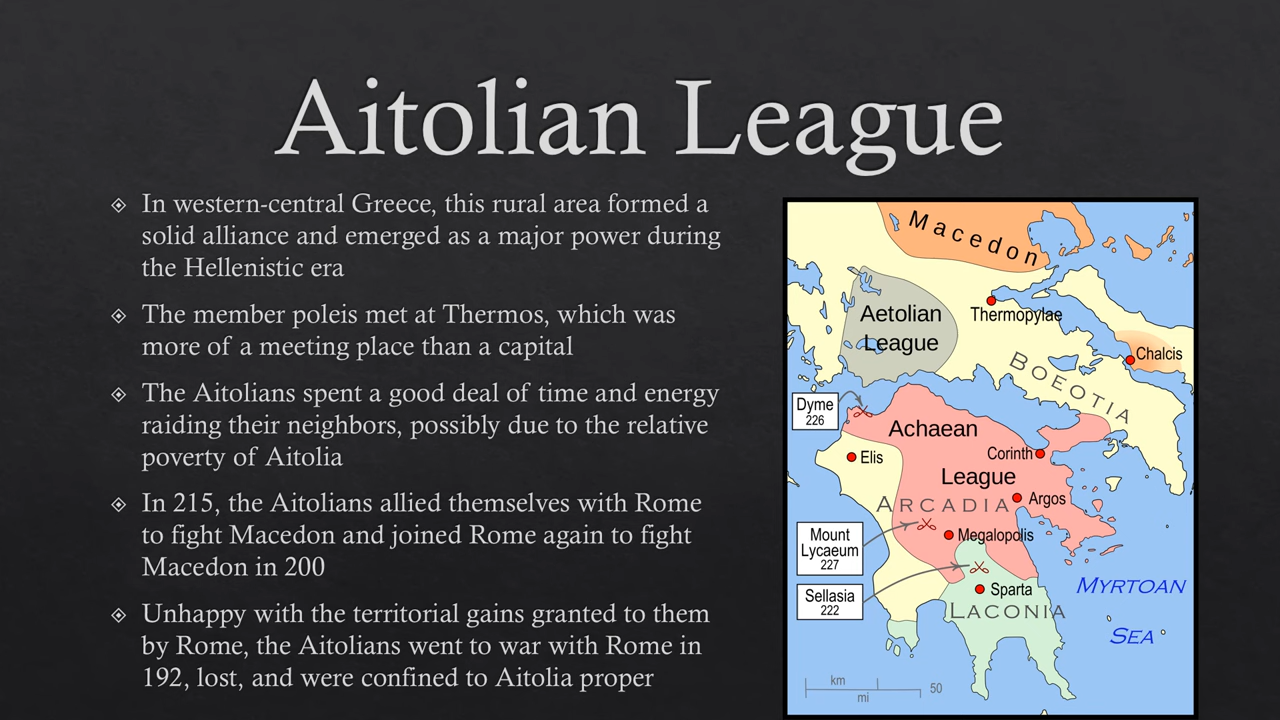 Aitolian League
In western-central Greece, this rural area formed a
solid alliance and emerged as a major power during
the Hellenistic era
The member poleis met at Thermos, which was
more of a meeting place than a capital
The Aitolians spent a good deal of time and energy
raiding their neighbors, possibly due to the relative
poverty of Aitolia
In 215, the Aitolians allied themselves with Rome
to fight Macedon and joined Rome again to fight
Macedon in 200
Unhappy with the territorial gains granted to them
by Rome, the Aitolians went to war with Rome in
192, lost, and were confined to Aitolia proper
Macedon
Aetolian
League
Thermopylae
Chalcis
BOEOTIA
Dyme
226
Achaean
League
Corinth
Elis
ARCADIA
Argos
Mount
Lycaeum
227
Megalopolis
Sellasia
222
Sparta
LACONIA
MYRTOAN
SEA
km
mi
50